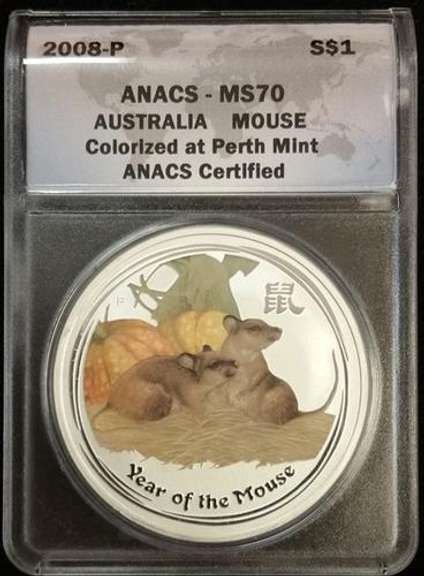 2008-P S$1
ANACS - MS70
AUSTRALIA MOUSE
Colorized at Perth Mint
ANACS Certified
鼠
P
Year of the Mouse